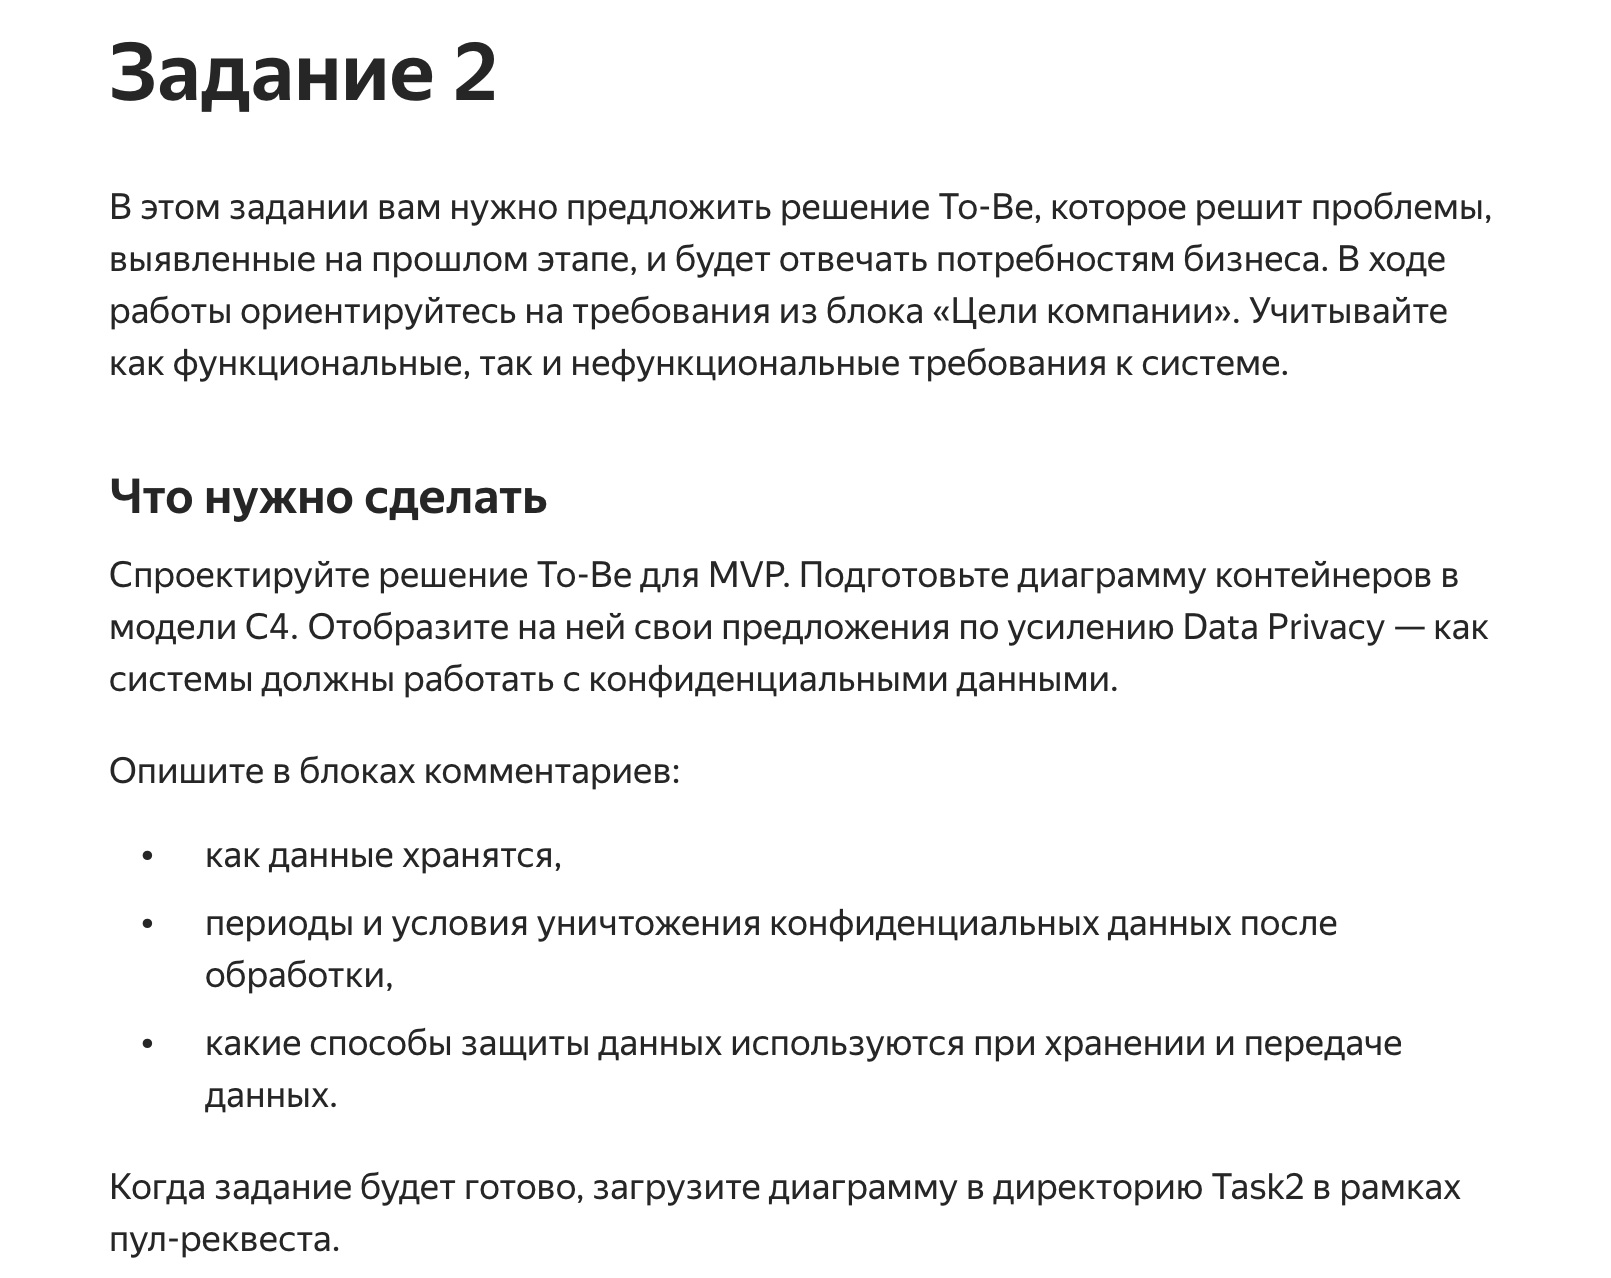 Задание 2
В этом задании вам нужно предложить решение To-Be, которое решит проблемы,
выявленные на прошлом этапе, и будет отвечать потребностям бизнеса. В ходе
работы ориентируйтесь на требования из блока «Цели компании». Учитывайте
как функциональные, так и нефункциональные требования к системе.
Что нужно сделать
Спроектируйте решение To-Be для MVP. Подготовьте диаграмму контейнеров в
модели C4. Отобразите на ней свои предложения по усилению Data Privacy — как
системы должны работать с конфиденциальными данными.
Опишите в блоках комментариев:
• как данные хранятся,
• периоды и условия уничтожения конфиденциальных данных после
обработки,
• какие способы защиты данных используются при хранении и передаче
данных.
Когда задание будет готово, загрузите диаграмму в директорию Task2 в рамках
пул-реквеста.